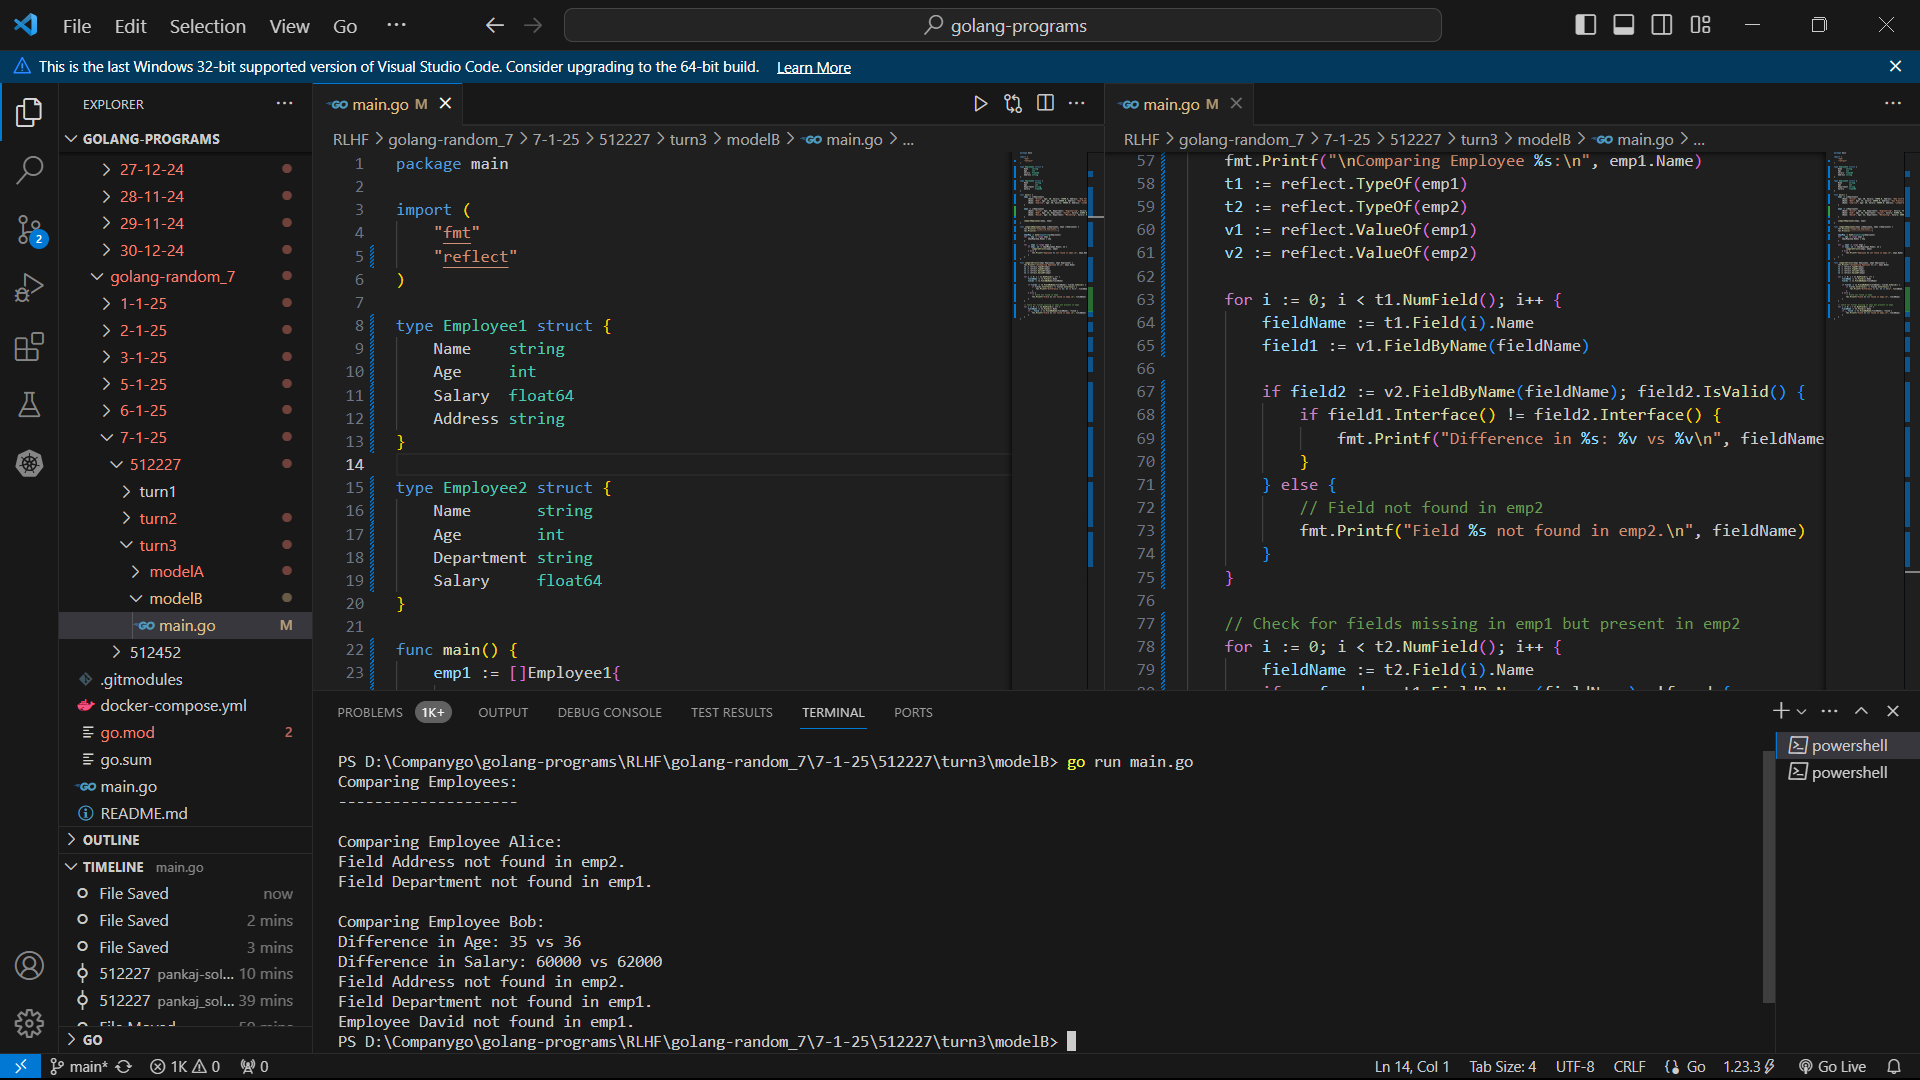 File Edit Selection View Go ··· golang-programs
This is the last Windows 32-bit supported version of Visual Studio Code. Consider upgrading to the 64-bit build. Learn More
EXPLORER
GOLANG-PROGRAMS
27-12-24
28-11-24
29-11-24
30-12-24
golang-random_7
1-1-25
2-1-25
3-1-25
5-1-25
6-1-25
7-1-25
512227
turn1
turn2
turn3
modelA
modelB
main.go M
512452
.gitmodules
docker-compose.yml
go.mod 2
go.sum
main.go
README.md
OUTLINE
TIMELINE main.go
File Saved now
File Saved 2 mins
File Saved 3 mins
512227 pankaj-sol... 10 mins
512227 pankaj_sol... 39 mins
GO
2
main.go M
RLHF > golang-random_7 > 7-1-25 > 512227 > turn3 > modelB > main.go > ...
1 package main
2
3 import (
4 "fmt"
5 "reflect"
6 )
7
8 type Employee1 struct {
9 Name string
10 Age int
11 Salary float64
12 Address string
13 }
14
15 type Employee2 struct {
16 Name string
17 Age int
18 Department string
19 Salary float64
20 }
21
22 func main() {
23 emp1 := []Employee1{
main.go M
RLHF > golang-random_7 > 7-1-25 > 512227 > turn3 > modelB > main.go > ...
57 fmt.Printf("\nComparing Employee %s:\n", emp1.Name)
58 t1 := reflect.TypeOf(emp1)
59 t2 := reflect.TypeOf(emp2)
60 v1 := reflect.ValueOf(emp1)
61 v2 := reflect.ValueOf(emp2)
62
63 for i := 0; i < t1.NumField(); i++ {
64 fieldName := t1.Field(i).Name
65 field1 := v1.FieldByName(fieldName)
66
67 if field2 := v2.FieldByName(fieldName); field2.IsValid() {
68 if field1.Interface() != field2.Interface() {
69 fmt.Printf("Difference in %s: %v vs %v\n", fieldName
70 }
71 } else {
72 // Field not found in emp2
73 fmt.Printf("Field %s not found in emp2.\n", fieldName)
74 }
75 }
76
77 // Check for fields missing in emp1 but present in emp2
78 for i := 0; i < t2.NumField(); i++ {
79 fieldName := t2.Field(i).Name
PROBLEMS 1K+ OUTPUT DEBUG CONSOLE TEST RESULTS TERMINAL PORTS
PS D:\Companygo\golang-programs\RLHF\golang-random_7\7-1-25\512227\turn3\modelB> go run main.go
Comparing Employees:
--------------------
Comparing Employee Alice:
Field Address not found in emp2.
Field Department not found in emp1.
Comparing Employee Bob:
Difference in Age: 35 vs 36
Difference in Salary: 60000 vs 62000
Field Address not found in emp2.
Field Department not found in emp1.
Employee David not found in emp1.
PS D:\Companygo\golang-programs\RLHF\golang-random_7\7-1-25\512227\turn3\modelB>
powershell
powershell
main* 1K 0 0 Ln 14, Col 1 Tab Size: 4 UTF-8 CRLF Go 1.23.3 Go Live